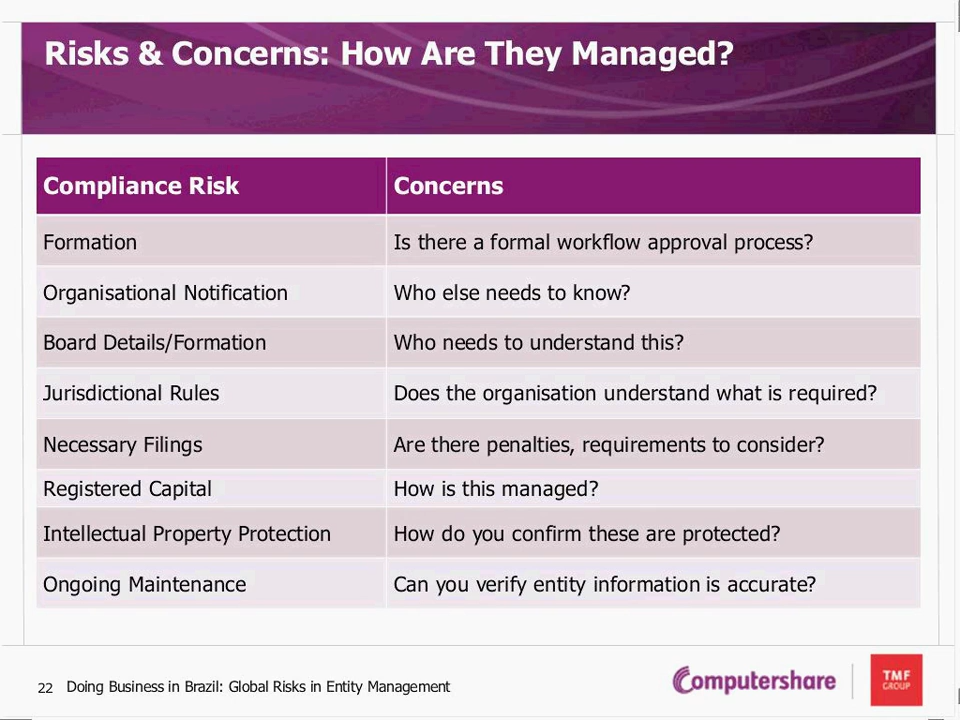 Risks & Concerns: How Are They Managed?
Compliance Risk Concerns
Formation Is there a formal workflow approval process?
Organisational Notification Who else needs to know?
Board Details/Formation Who needs to understand this?
Jurisdictional Rules Does the organisation understand what is required?
Necessary Filings Are there penalties, requirements to consider?
Registered Capital How is this managed?
Intellectual Property Protection How do you confirm these are protected?
Ongoing Maintenance Can you verify entity information is accurate?
22 Doing Business in Brazil: Global Risks in Entity Management
Computershare
TMF
GROUP